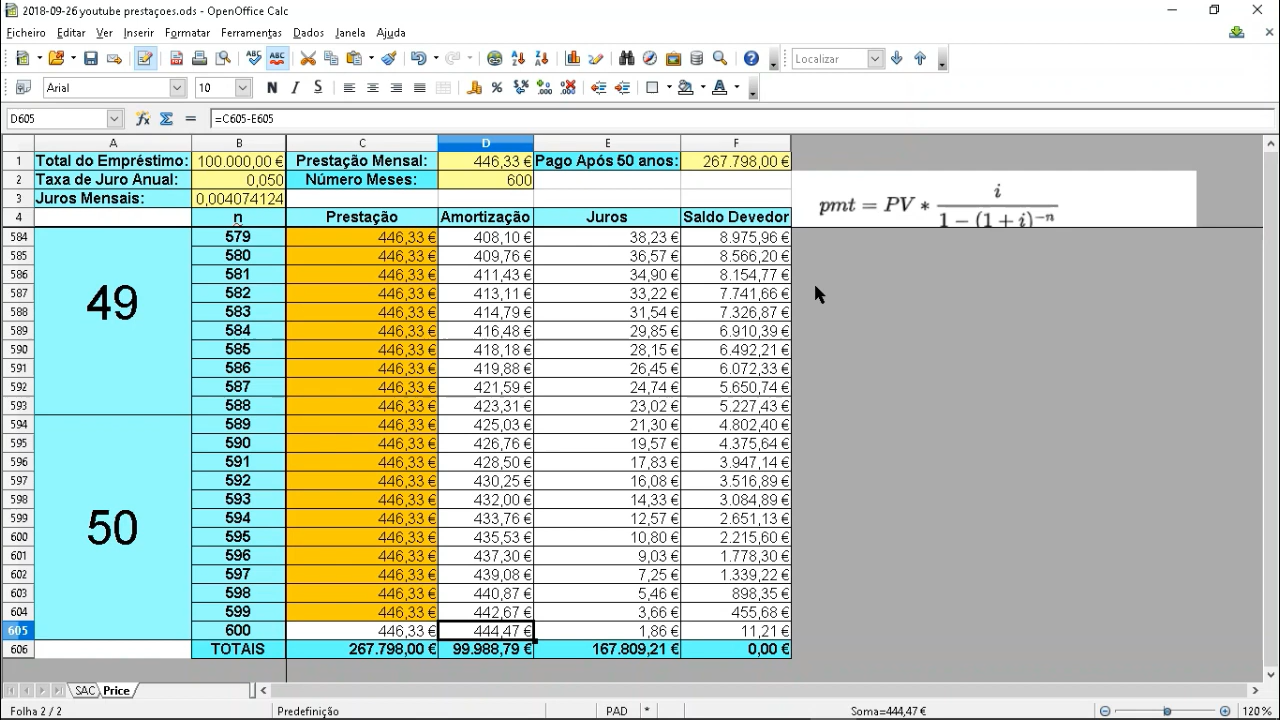 2018-09-26 youtube prestaçoes.ods - OpenOffice Calc
Ficheiro Editar Ver Inserir Formatar Ferramentas Dados Janela Ajuda
Localizar
Arial 10 N I S
D605 =C605-E605
A B C D E F
1 Total do Empréstimo: 100.000,00 € Prestação Mensal: 446,33 € Pago Após 50 anos: 267.798,00 €
2 Taxa de Juro Anual: 0,050 Número Meses: 600
3 Juros Mensais: 0,004074124
4 n Prestação Amortização Juros Saldo Devedor
pmt = PV * i / 1 − (1 + i)^−n
584 579 446,33 € 408,10 € 38,23 € 8.975,96 €
585 580 446,33 € 409,76 € 36,57 € 8.566,20 €
586 581 446,33 € 411,43 € 34,90 € 8.154,77 €
587 582 446,33 € 413,11 € 33,22 € 7.741,66 €
49
588 583 446,33 € 414,79 € 31,54 € 7.326,87 €
589 584 446,33 € 416,48 € 29,85 € 6.910,39 €
590 585 446,33 € 418,18 € 28,15 € 6.492,21 €
591 586 446,33 € 419,88 € 26,45 € 6.072,33 €
592 587 446,33 € 421,59 € 24,74 € 5.650,74 €
593 588 446,33 € 423,31 € 23,02 € 5.227,43 €
594 589 446,33 € 425,03 € 21,30 € 4.802,40 €
595 590 446,33 € 426,76 € 19,57 € 4.375,64 €
596 591 446,33 € 428,50 € 17,83 € 3.947,14 €
597 592 446,33 € 430,25 € 16,08 € 3.516,89 €
598 593 446,33 € 432,00 € 14,33 € 3.084,89 €
599 594 446,33 € 433,76 € 12,57 € 2.651,13 €
50
600 595 446,33 € 435,53 € 10,80 € 2.215,60 €
601 596 446,33 € 437,30 € 9,03 € 1.778,30 €
602 597 446,33 € 439,08 € 7,25 € 1.339,22 €
603 598 446,33 € 440,87 € 5,46 € 898,35 €
604 599 446,33 € 442,67 € 3,66 € 455,68 €
605 600 446,33 € 444,47 € 1,86 € 11,21 €
606 TOTAIS 267.798,00 € 99.988,79 € 167.809,21 € 0,00 €
SAC Price
Folha 2 / 2 Predefinição PAD * Soma=444,47 € 120%